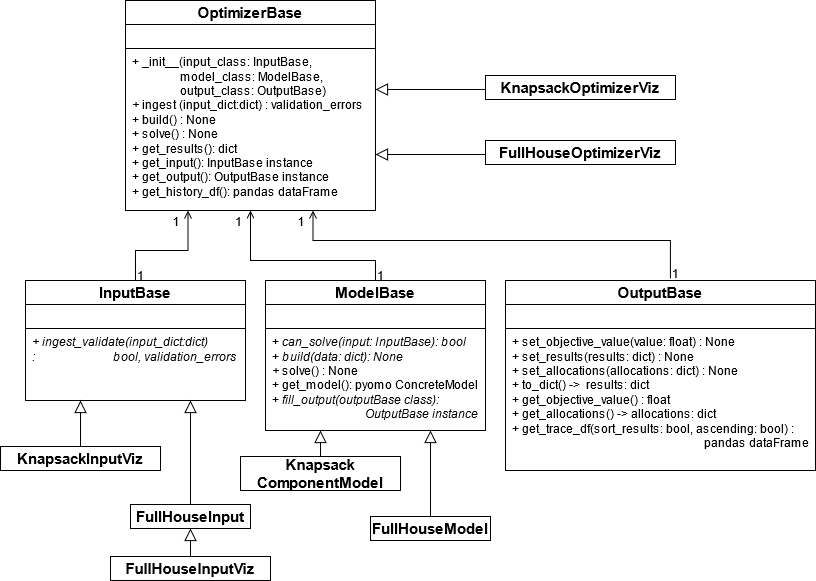 OptimizerBase
+ _init__(input_class: InputBase,
model_class: ModelBase,
output_class: OutputBase)
+ ingest (input_dict:dict) : validation_errors
+ build() : None
+ solve() : None
+ get_results(): dict
+ get_input(): InputBase instance
+ get_output(): OutputBase instance
+ get_history_df(): pandas dataFrame
KnapsackOptimizerViz
FullHouseOptimizerViz
1
1
1
1
1
1
InputBase
+ ingest_validate(input_dict:dict)
: bool, validation_errors
ModelBase
+ can_solve(input: InputBase): bool
+ build(data: dict): None
+ solve() : None
+ get_model(): pyomo ConcreteModel
+ fill_output(outputBase class):
OutputBase instance
OutputBase
+ set_objective_value(value: float) : None
+ set_results(results: dict) : None
+ set_allocations(allocations: dict) : None
+ to_dict() -> results: dict
+ get_objective_value() : float
+ get_allocations() -> allocations: dict
+ get_trace_df(sort_results: bool, ascending: bool) :
pandas dataFrame
KnapsackInputViz
Knapsack
ComponentModel
FullHouseInput
FullHouseModel
FullHouseInputViz